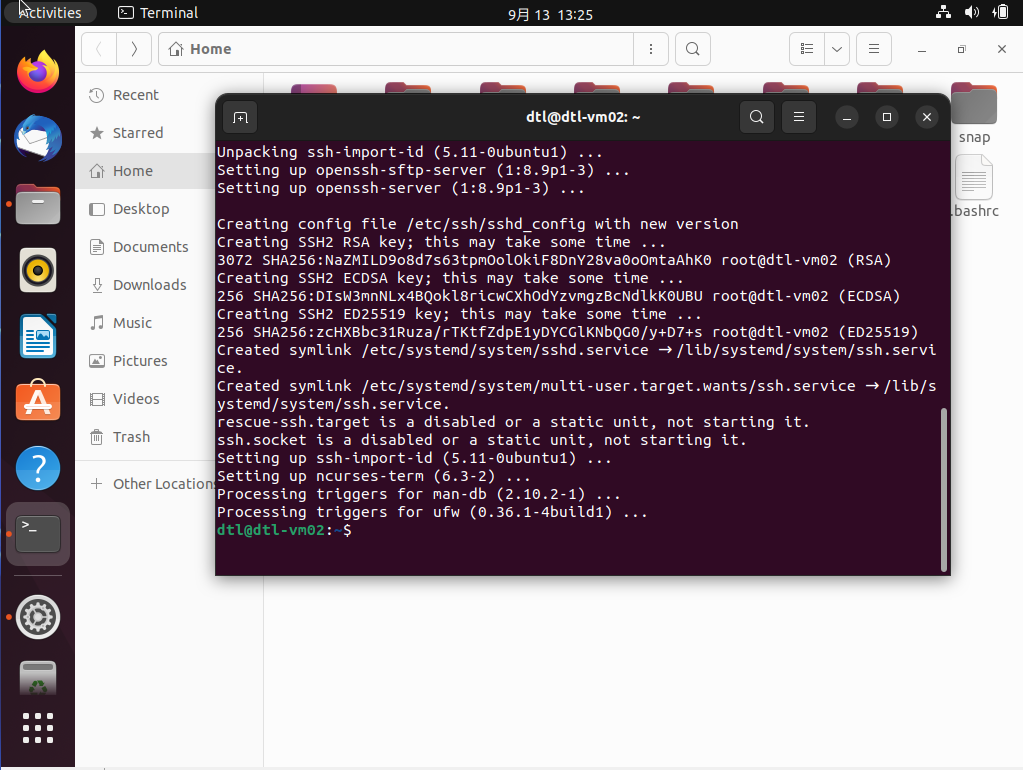 Activities
Terminal
9月 13 13:25
Home
Recent
Starred
Home
Desktop
Documents
Downloads
Music
Pictures
Videos
Trash
Other Locations
snap
.bashrc
dtl@dtl-vm02: ~
Unpacking ssh-import-id (5.11-0ubuntu1) ...
Setting up openssh-sftp-server (1:8.9p1-3) ...
Setting up openssh-server (1:8.9p1-3) ...
Creating config file /etc/ssh/sshd_config with new version
Creating SSH2 RSA key; this may take some time ...
3072 SHA256:NaZMILD9o8d7s63tpmOolOkiF8DnY28va0oOmtaAhK0 root@dtl-vm02 (RSA)
Creating SSH2 ECDSA key; this may take some time ...
256 SHA256:DIsW3mnNLx4BQokl8ricwCXhOdYzvmgzBcNdlkK0UBU root@dtl-vm02 (ECDSA)
Creating SSH2 ED25519 key; this may take some time ...
256 SHA256:zcHXBbc31Ruza/rTKtfZdpE1yDYCGlKNbQG0/y+D7+s root@dtl-vm02 (ED25519)
Created symlink /etc/systemd/system/sshd.service → /lib/systemd/system/ssh.servi
ce.
Created symlink /etc/systemd/system/multi-user.target.wants/ssh.service → /lib/s
ystemd/system/ssh.service.
rescue-ssh.target is a disabled or a static unit, not starting it.
ssh.socket is a disabled or a static unit, not starting it.
Setting up ssh-import-id (5.11-0ubuntu1) ...
Setting up ncurses-term (6.3-2) ...
Processing triggers for man-db (2.10.2-1) ...
Processing triggers for ufw (0.36.1-4build1) ...
dtl@dtl-vm02:~$